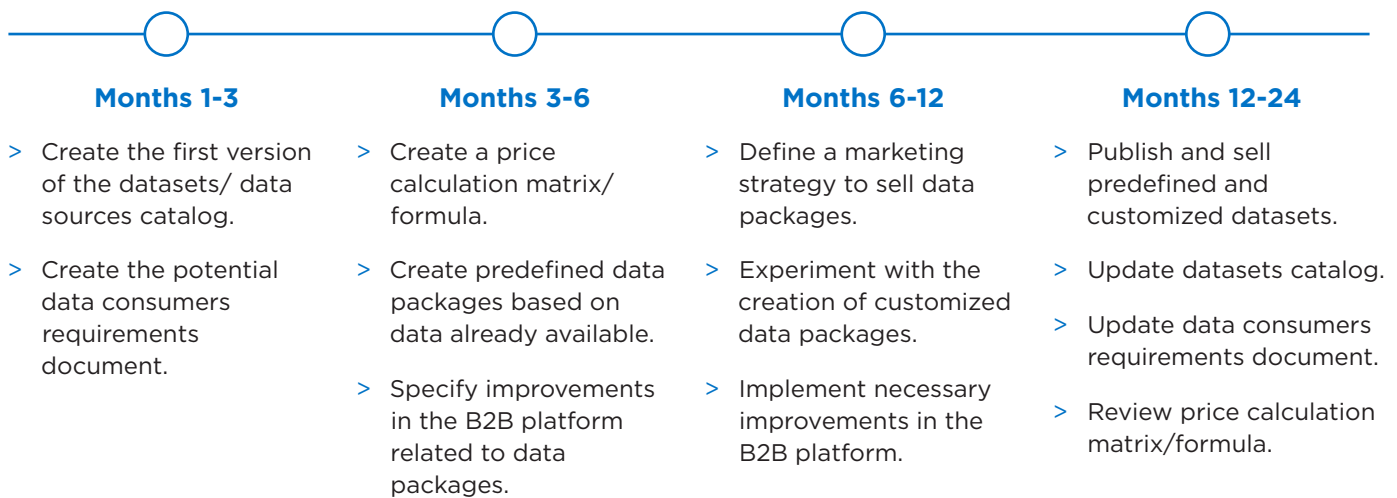 Months 1-3
> Create the first version
of the datasets/ data
sources catalog.
> Create the potential
data consumers
requirements
document.
Months 3-6
> Create a price
calculation matrix/
formula.
> Create predefined data
packages based on
data already available.
> Specify improvements
in the B2B platform
related to data
packages.
Months 6-12
> Define a marketing
strategy to sell data
packages.
> Experiment with the
creation of customized
data packages.
> Implement necessary
improvements in the
B2B platform.
Months 12-24
> Publish and sell
predefined and
customized datasets.
> Update datasets catalog.
> Update data consumers
requirements document.
> Review price calculation
matrix/formula.